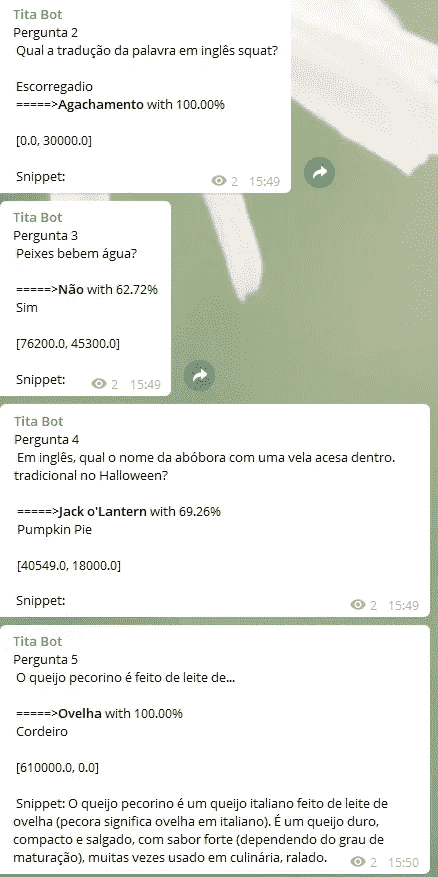 Tita Bot
Pergunta 2
Qual a tradução da palavra em inglês squat?
Escorregadio
=====>Agachamento with 100.00%
[0.0, 30000.0]
Snippet:
2 15:49
Tita Bot
Pergunta 3
Peixes bebem água?
=====>Não with 62.72%
Sim
[76200.0, 45300.0]
Snippet:
2 15:49
Tita Bot
Pergunta 4
Em inglês, qual o nome da abóbora com uma vela acesa dentro.
tradicional no Halloween?
=====>Jack o'Lantern with 69.26%
Pumpkin Pie
[40549.0, 18000.0]
Snippet:
2 15:49
Tita Bot
Pergunta 5
O queijo pecorino é feito de leite de...
=====>Ovelha with 100.00%
Cordeiro
[610000.0, 0.0]
Snippet: O queijo pecorino é um queijo italiano feito de leite de
ovelha (pecora significa ovelha em italiano). É um queijo duro,
compacto e salgado, com sabor forte (dependendo do grau de
maturação), muitas vezes usado em culinária, ralado.
2 15:50